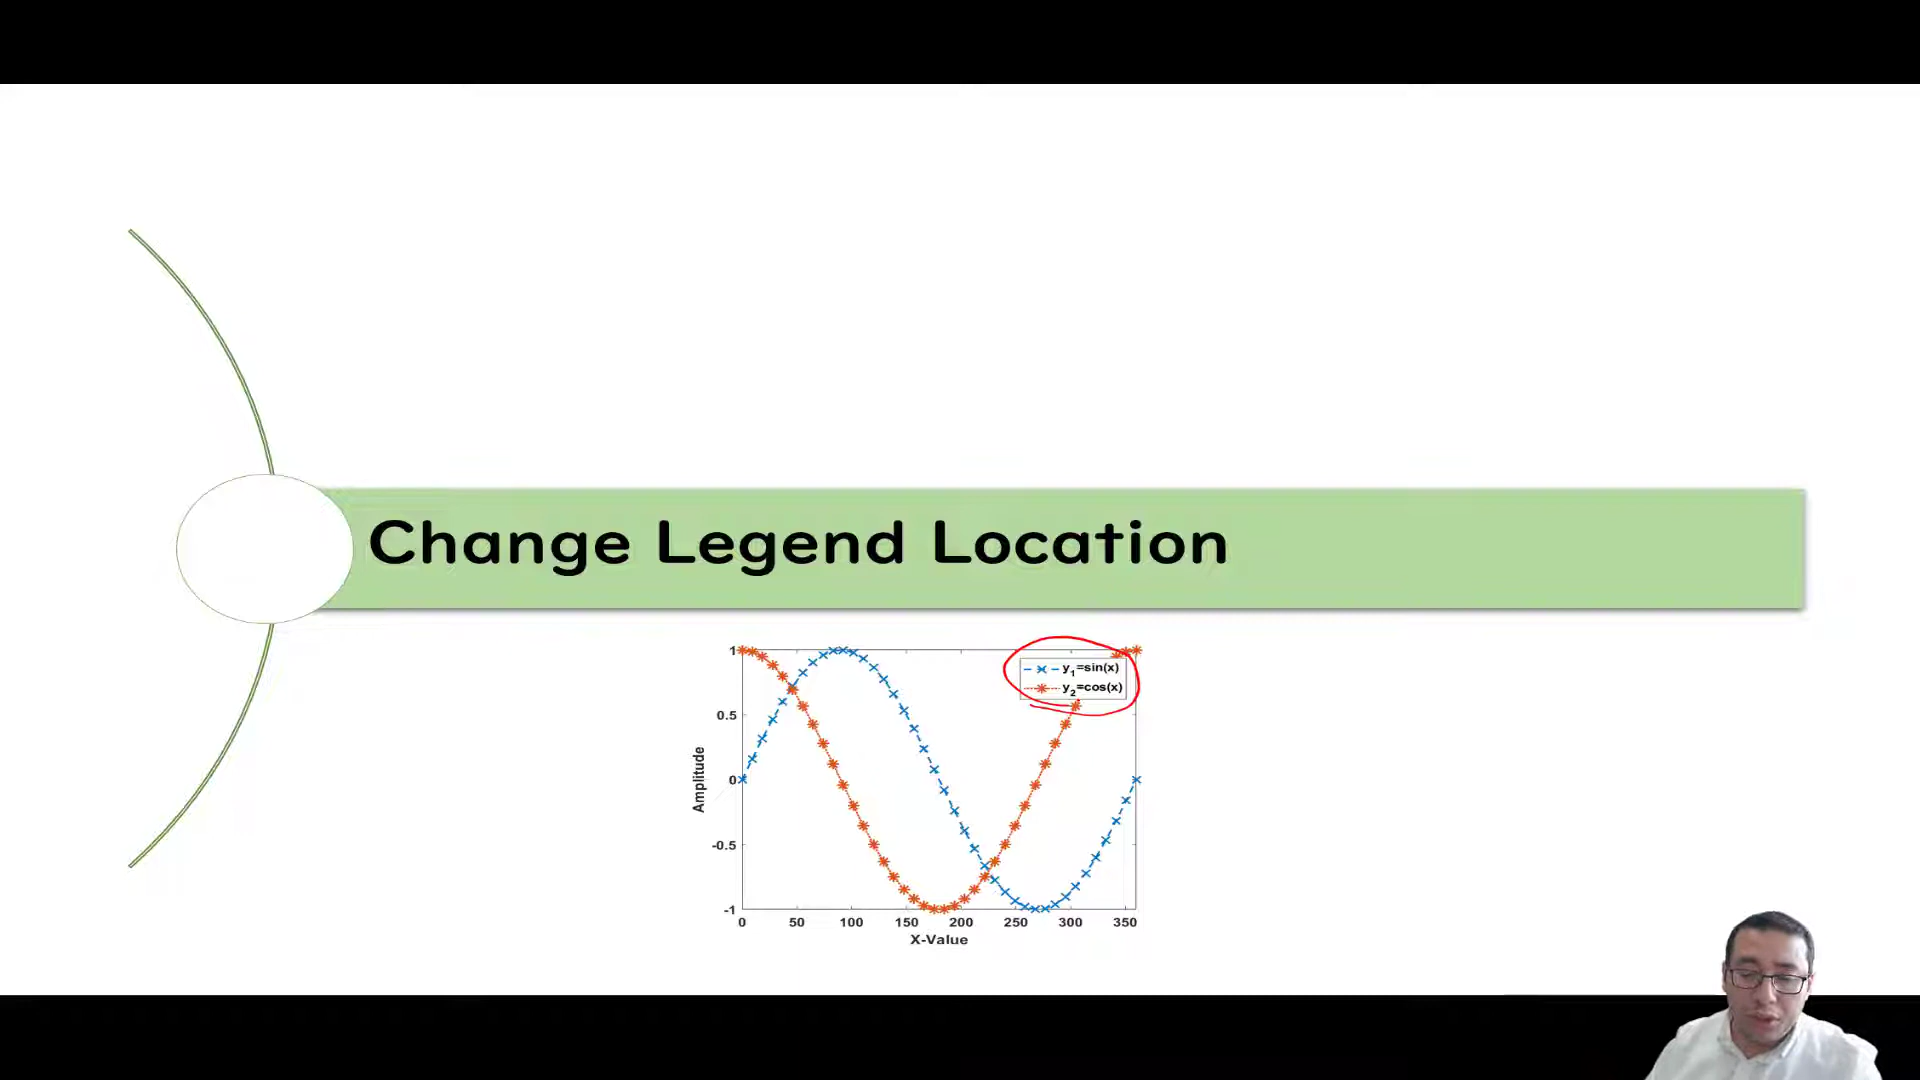 Change Legend Location
y1=sin(x)
y2=cos(x)
1
0.5
0
-0.5
-1
Amplitude
0 50 100 150 200 250 300 350
X-Value